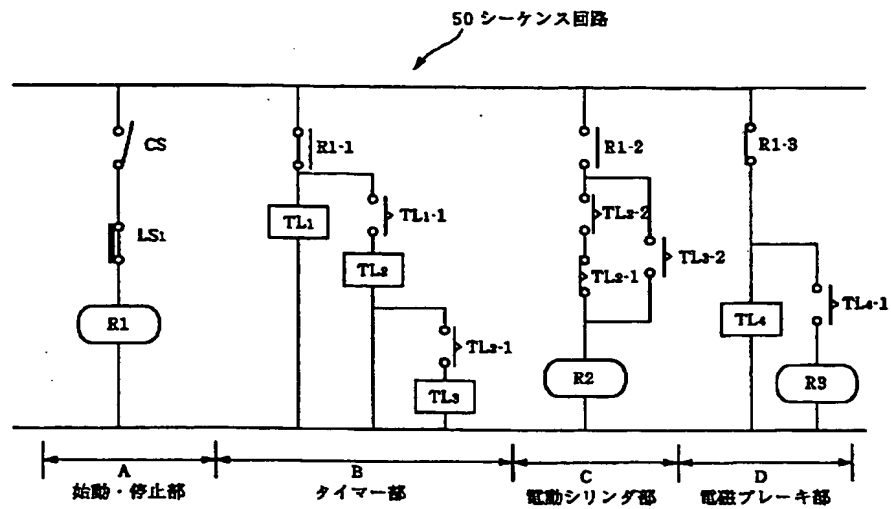 50 シーケンス回路
CS
LS1
R1
R1-1
TL1
TL1-1
TL2
TL2-1
TL3
R1-2
TL2-2
TL2-1
TL3-2
R2
R1-3
TL4
TL4-1
R3
A
始動・停止部
B
タイマー部
C
電動シリンダ部
D
電磁ブレーキ部